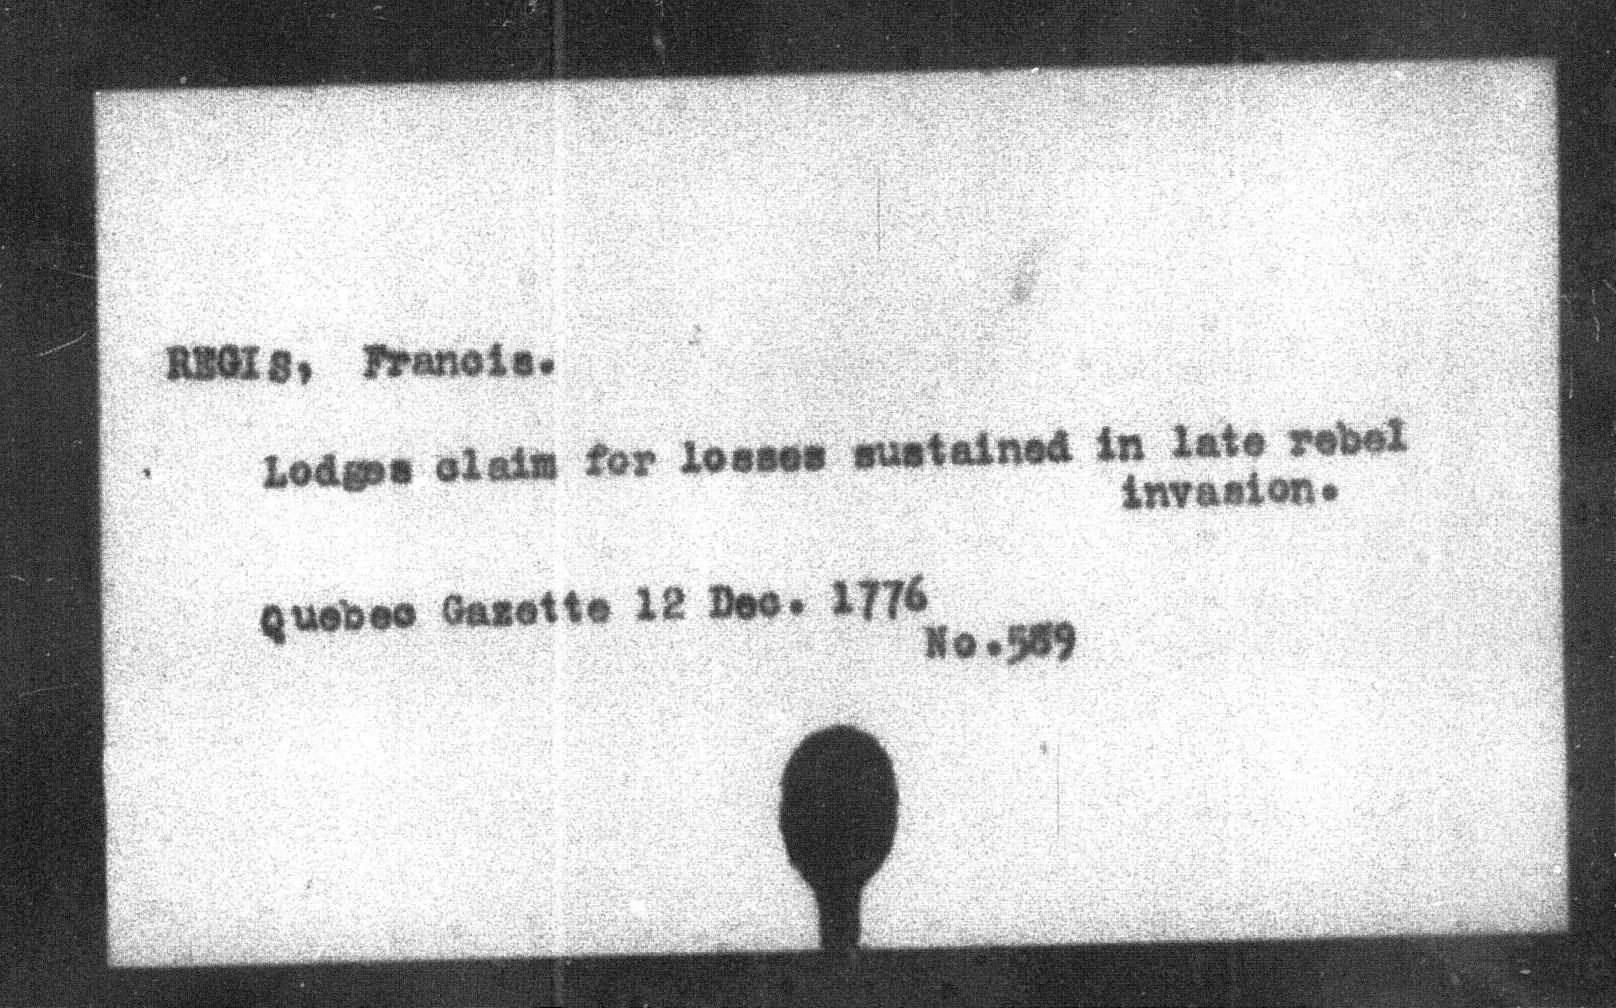 REGIS, Francis.
Lodges claim for losses sustained in late rebel
invasion.
Quebec Gazette 12 Dec. 1776
No.589